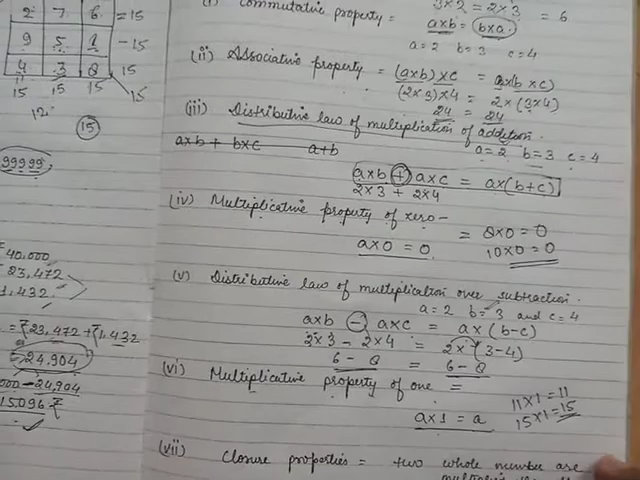 2 7 6 = 15
9 5 1 - 15
4 3 8 15
15 15 15 15
12
15
99999
40,000
23,472
1,432
= ₹23,472 + ₹1,432
24,904
000 - 24,904
15,096 ₹
(i) Commutative property = 3×2 = 2×3 = 6
a×b = b×a
a=2 b=3 c=4
(ii) Associative property = (a×b)×c = a×(b×c)
(2×3)×4 = 2×(3×4)
24 = 24
(iii) Distributive law of multiplication of addition.
a×b + b×c a+b a=2 b=3 c=4
a×b + a×c = a×(b+c)
2×3 + 2×4
(iv) Multiplicative property of zero - = 8×0=0
a×0 = 0 10×0=0
(v) Distributive law of multiplication over subtraction.
a=2 b=3 and c=4
a×b - a×c = a×(b-c)
2×3 - 2×4 = 2×(3-4)
6-8 = 6-8
(vi) Multiplicative property of one = 11×1=11
a×1 = a 15×1=15
(vii) Closure properties = two whole number are